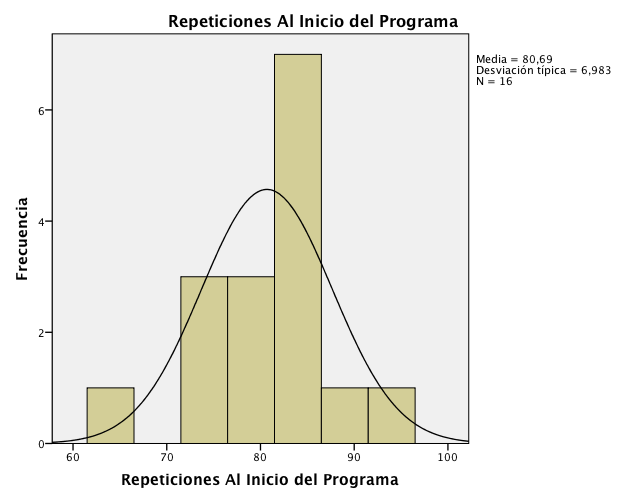 Repeticiones Al Inicio del Programa
Media = 80,69
Desviación típica = 6,983
N = 16
Frecuencia
6
4
2
0
60 70 80 90 100
Repeticiones Al Inicio del Programa